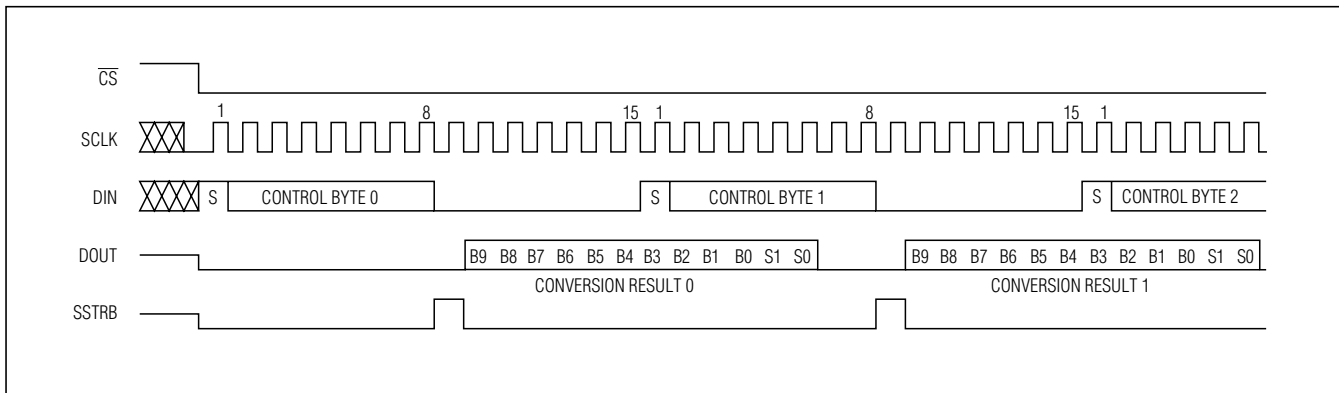 CS
1 8 15 1 8 15 1
SCLK
DIN S CONTROL BYTE 0 S CONTROL BYTE 1 S CONTROL BYTE 2
DOUT B9 B8 B7 B6 B5 B4 B3 B2 B1 B0 S1 S0 B9 B8 B7 B6 B5 B4 B3 B2 B1 B0 S1 S0
CONVERSION RESULT 0 CONVERSION RESULT 1
SSTRB